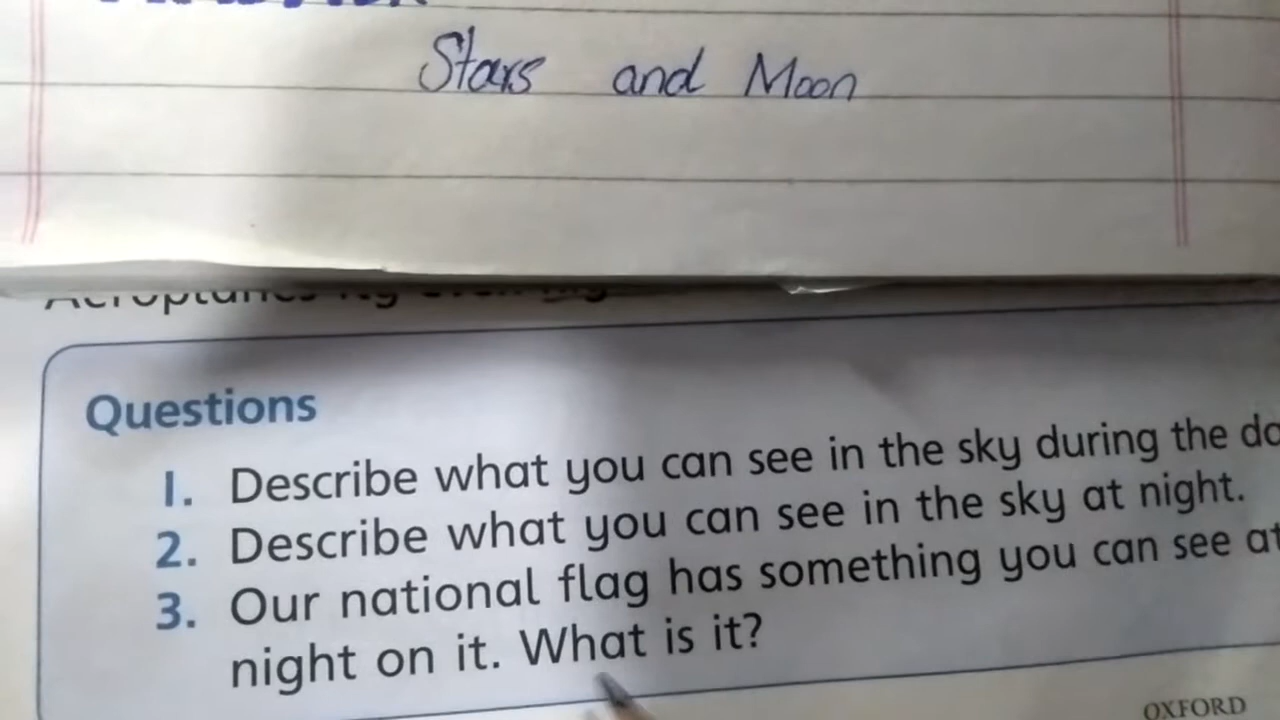 Stars and Moon
Questions
1. Describe what you can see in the sky during the
2. Describe what you can see in the sky at night.
3. Our national flag has something you can see at
night on it. What is it?
OXFORD